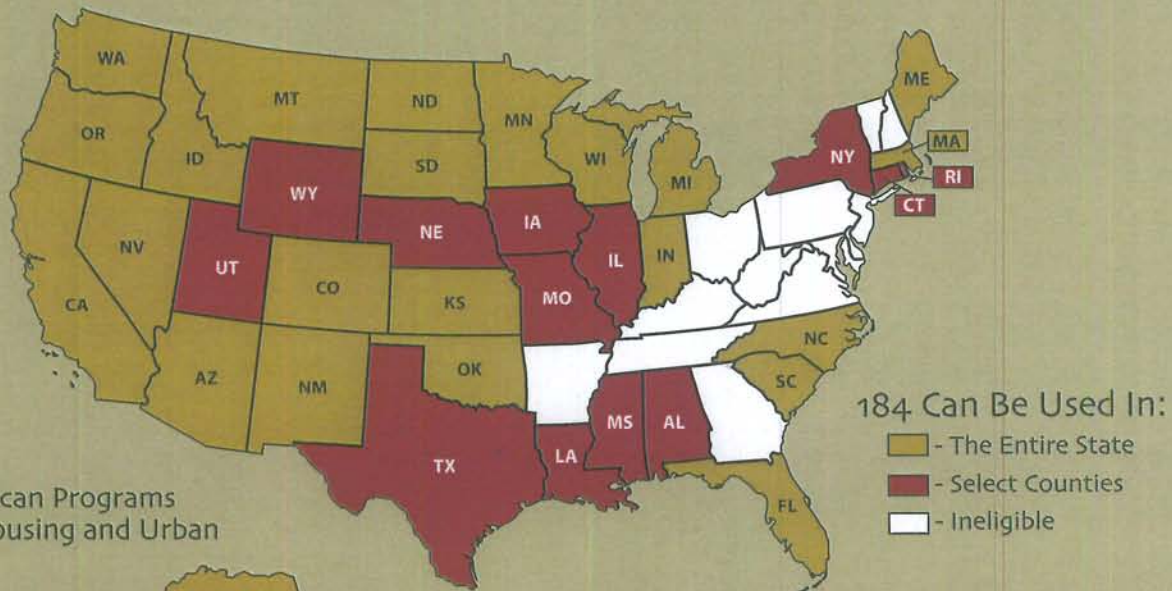 WA
MT
ND
MN
OR
ID
SD
WI
MI
ME
MA
NY
RI
CT
WY
NE
IA
IL
IN
NV
UT
CO
KS
MO
CA
AZ
NM
OK
NC
SC
TX
LA
MS
AL
FL
184 Can Be Used In:
- The Entire State
- Select Counties
- Ineligible
can Programs
ousing and Urban